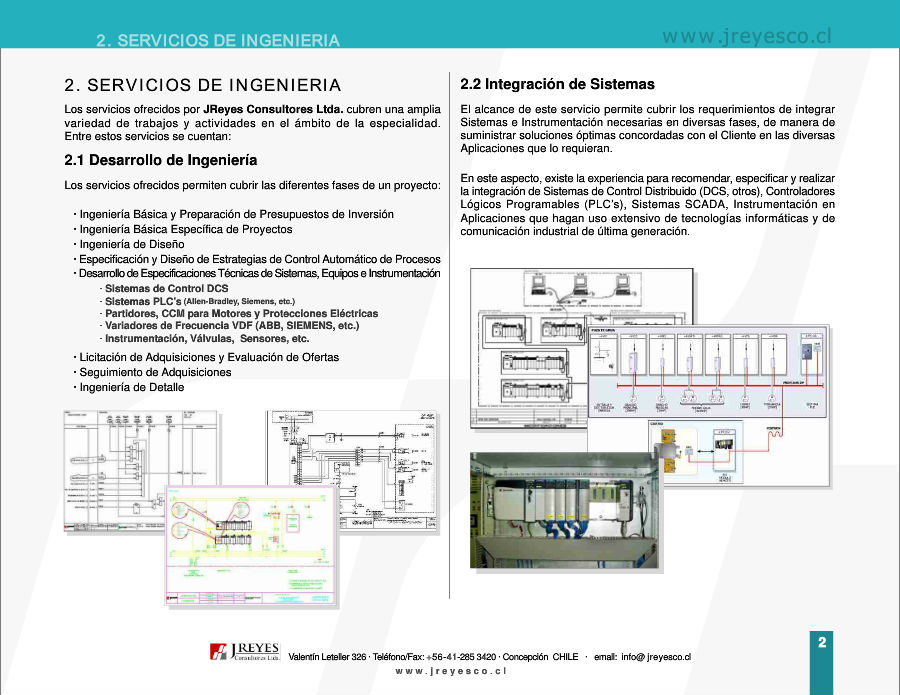 2. SERVICIOS DE INGENIERIA
www.jreyesco.cl
2. SERVICIOS DE INGENIERIA
Los servicios ofrecidos por JReyes Consultores Ltda. cubren una amplia
variedad de trabajos y actividades en el ámbito de la especialidad.
Entre estos servicios se cuentan:
2.1 Desarrollo de Ingeniería
Los servicios ofrecidos permiten cubrir las diferentes fases de un proyecto:
· Ingeniería Básica y Preparación de Presupuestos de Inversión
· Ingeniería Básica Específica de Proyectos
· Ingeniería de Diseño
· Especificación y Diseño de Estrategias de Control Automático de Procesos
· Desarrollo de Especificaciones Técnicas de Sistemas, Equipos e Instrumentación
· Sistemas de Control DCS
· Sistemas PLC's (Allen-Bradley, Siemens, etc.)
· Partidores, CCM para Motores y Protecciones Eléctricas
· Variadores de Frecuencia VDF (ABB, SIEMENS, etc.)
· Instrumentación, Válvulas, Sensores, etc.
· Licitación de Adquisiciones y Evaluación de Ofertas
· Seguimiento de Adquisiciones
· Ingeniería de Detalle
2.2 Integración de Sistemas
El alcance de este servicio permite cubrir los requerimientos de integrar
Sistemas e Instrumentación necesarias en diversas fases, de manera de
suministrar soluciones óptimas concordadas con el Cliente en las diversas
Aplicaciones que lo requieran.
En este aspecto, existe la experiencia para recomendar, especificar y realizar
la integración de Sistemas de Control Distribuido (DCS, otros), Controladores
Lógicos Programables (PLC's), Sistemas SCADA, Instrumentación en
Aplicaciones que hagan uso extensivo de tecnologías informáticas y de
comunicación industrial de última generación.
JREYES
Consultores Ltda.
Valentín Letelier 326 · Teléfono/Fax: +56-41-285 3420 · Concepción CHILE · email: info@jreyesco.cl
www.jreyesco.cl
2